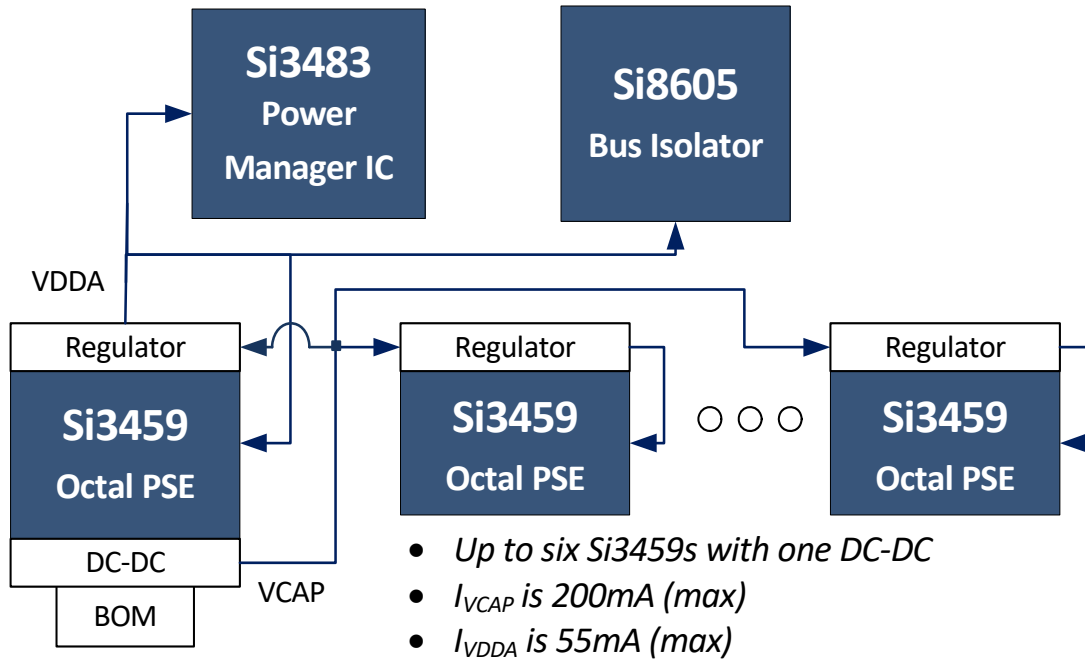 Si3483
Power
Manager IC
Si8605
Bus Isolator
VDDA
Regulator
Si3459
Octal PSE
DC-DC
BOM
VCAP
Regulator
Si3459
Octal PSE
Regulator
Si3459
Octal PSE
• Up to six Si3459s with one DC-DC
• IVCAP is 200mA (max)
• IVDDA is 55mA (max)